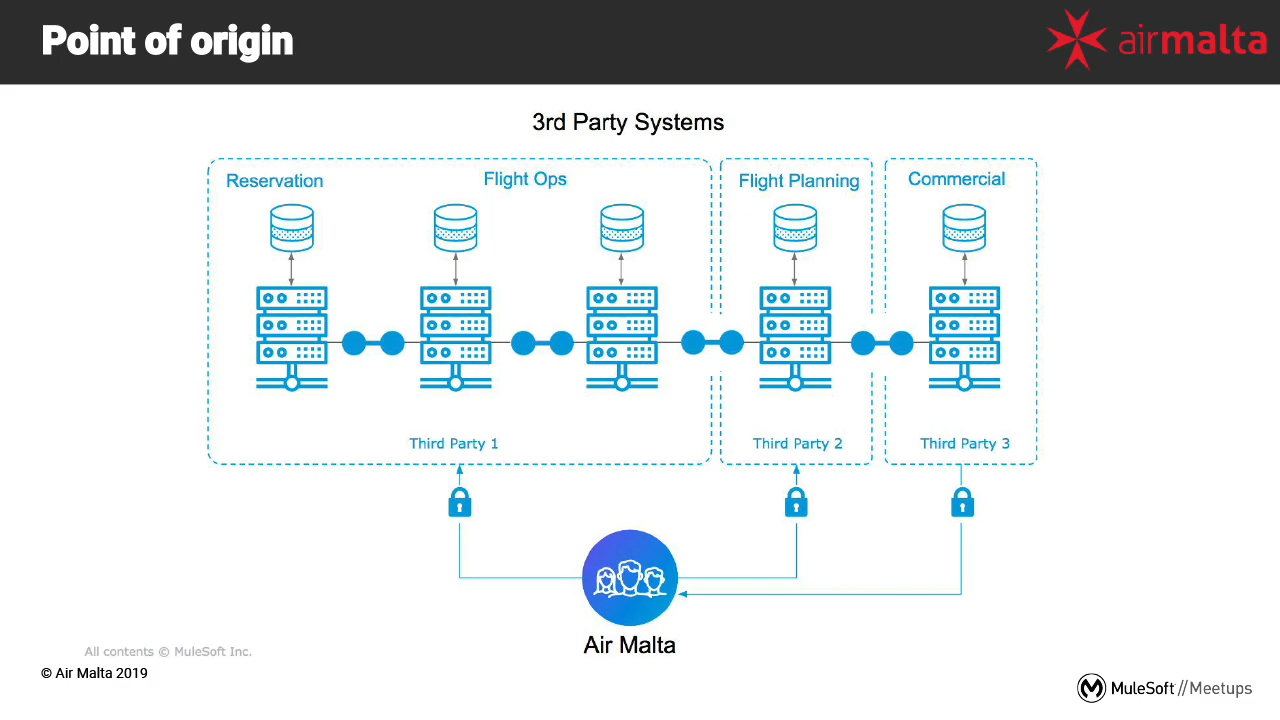 Point of origin
airmalta
3rd Party Systems
Reservation
Flight Ops
Flight Planning
Commercial
Third Party 1
Third Party 2
Third Party 3
Air Malta
All contents © MuleSoft Inc.
© Air Malta 2019
MuleSoft // Meetups